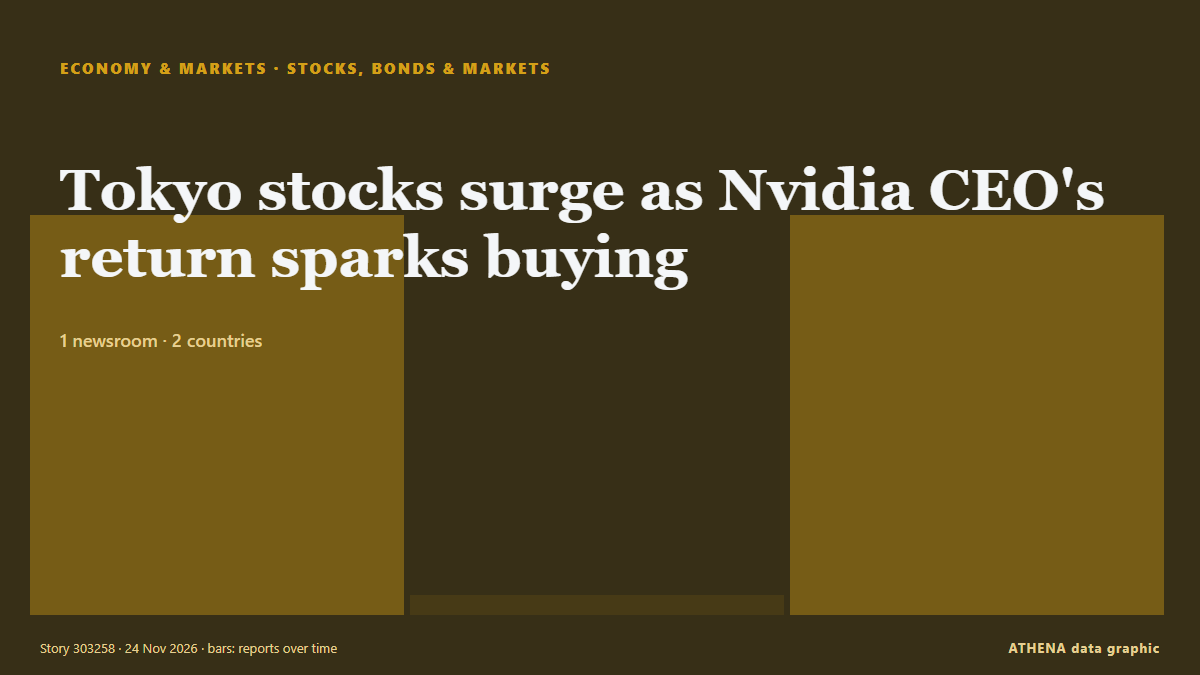 ECONOMY & MARKETS · STOCKS, BONDS & MARKETS
Tokyo stocks surge as Nvidia CEO's
return sparks buying
1 newsroom · 2 countries
Story 303258 · 24 Nov 2026 · bars: reports over time
ATHENA data graphic